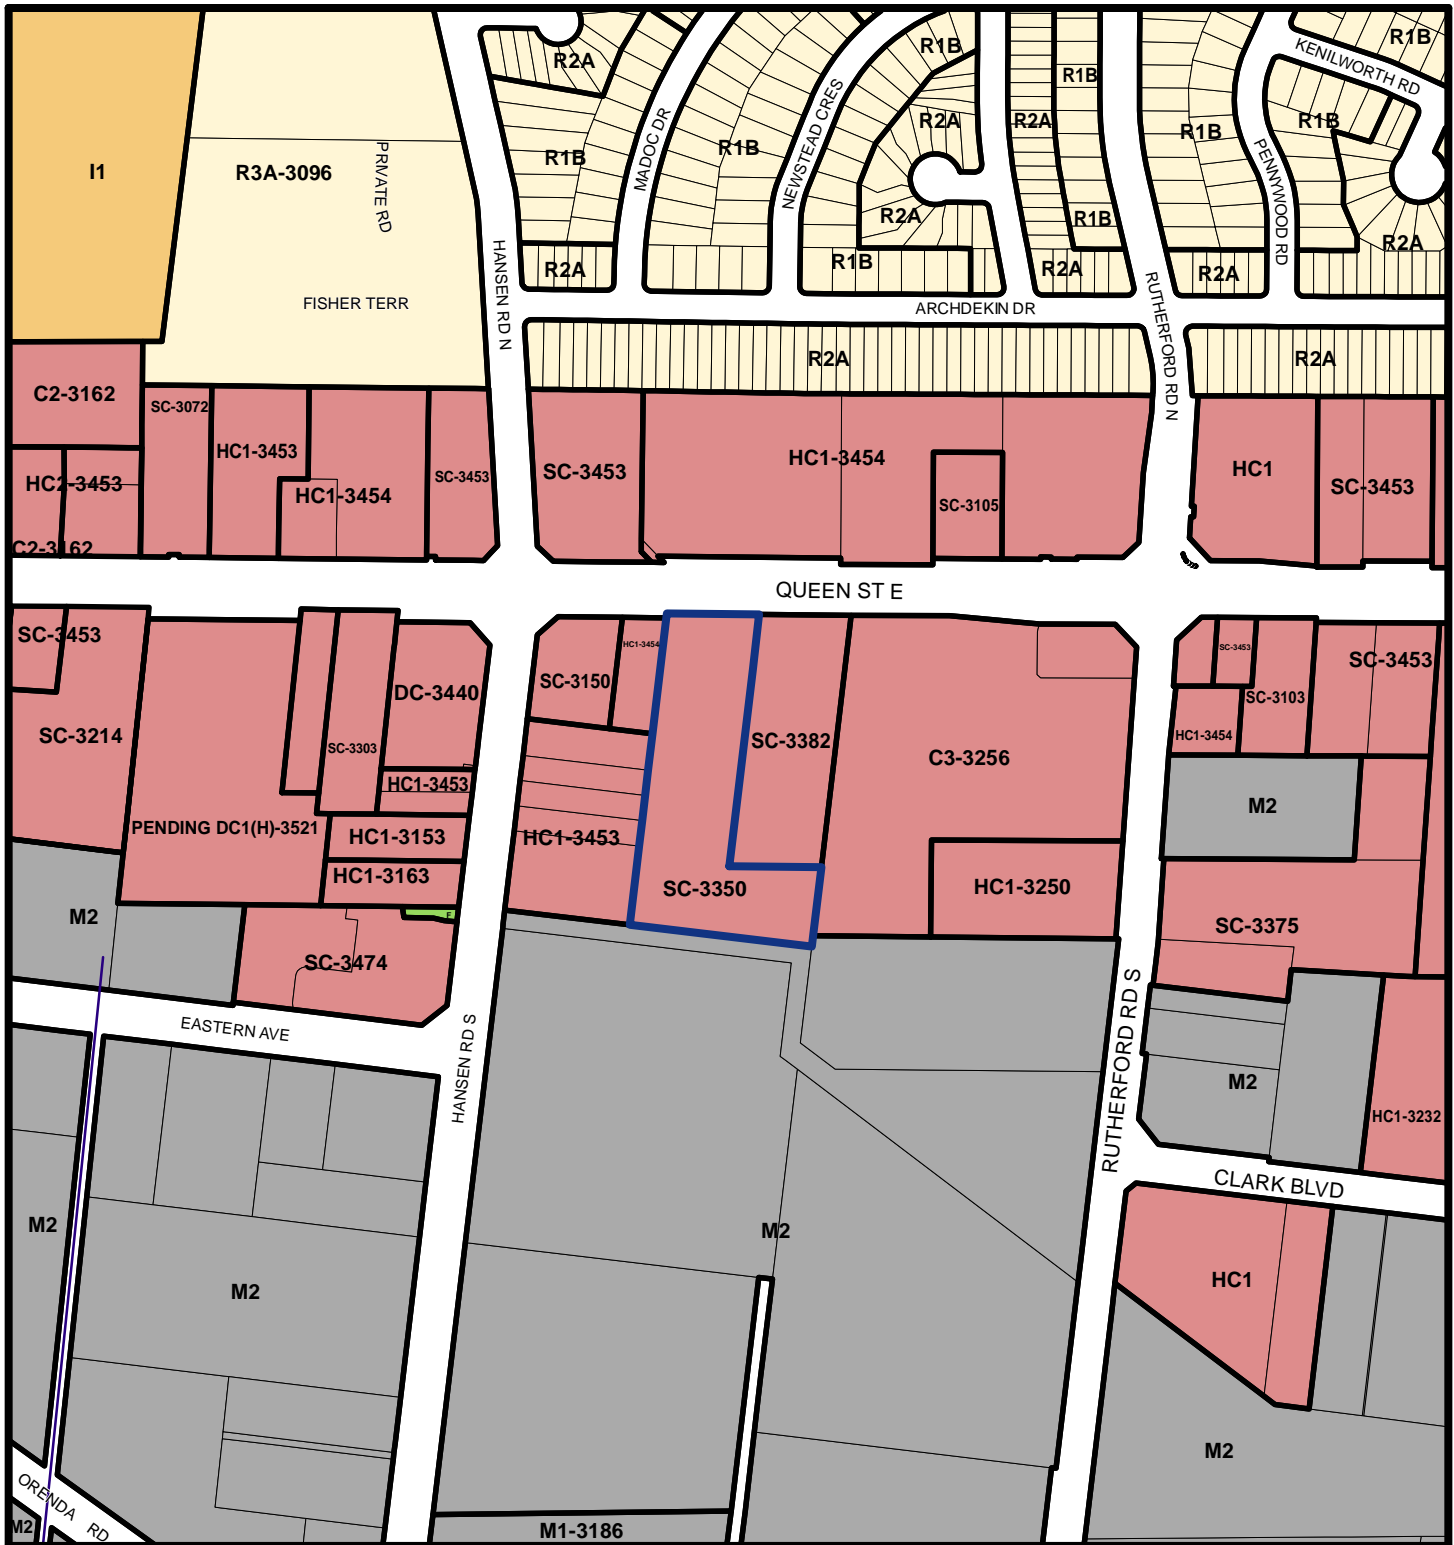 R1B
R1B
KENILWORTH RD
R2A
R1B
R2A
R2A
R1B
R1B
R1B
R1B
MADOC DR
NEWSTEAD CRES
PENNYWOOD RD
I1
R3A-3096
PRIVATE RD
R2A
R1B
R2A
HANSEN RD N
R2A
R1B
R2A
R2A
RUTHERFORD RD N
FISHER TERR
ARCHDEKIN DR
R2A
R2A
C2-3162
SC-3072
HC1-3453
HC1-3454
HC1
SC-3453
SC-3453
SC-3453
HC2-3453
HC1-3454
SC-3105
C2-3162
QUEEN ST E
SC-3453
HC1-3454
SC-3453
SC-3453
SC-3150
DC-3440
SC-3103
SC-3214
SC-3303
SC-3382
C3-3256
HC1-3454
HC1-3453
M2
PENDING DC1(H)-3521
HC1-3153
HC1-3453
HC1-3163
SC-3350
HC1-3250
M2
F
SC-3375
SC-3474
EASTERN AVE
HANSEN RD S
RUTHERFORD RD S
M2
HC1-3232
CLARK BLVD
M2
M2
M2
HC1
M2
ORENDA RD
M2
M1-3186